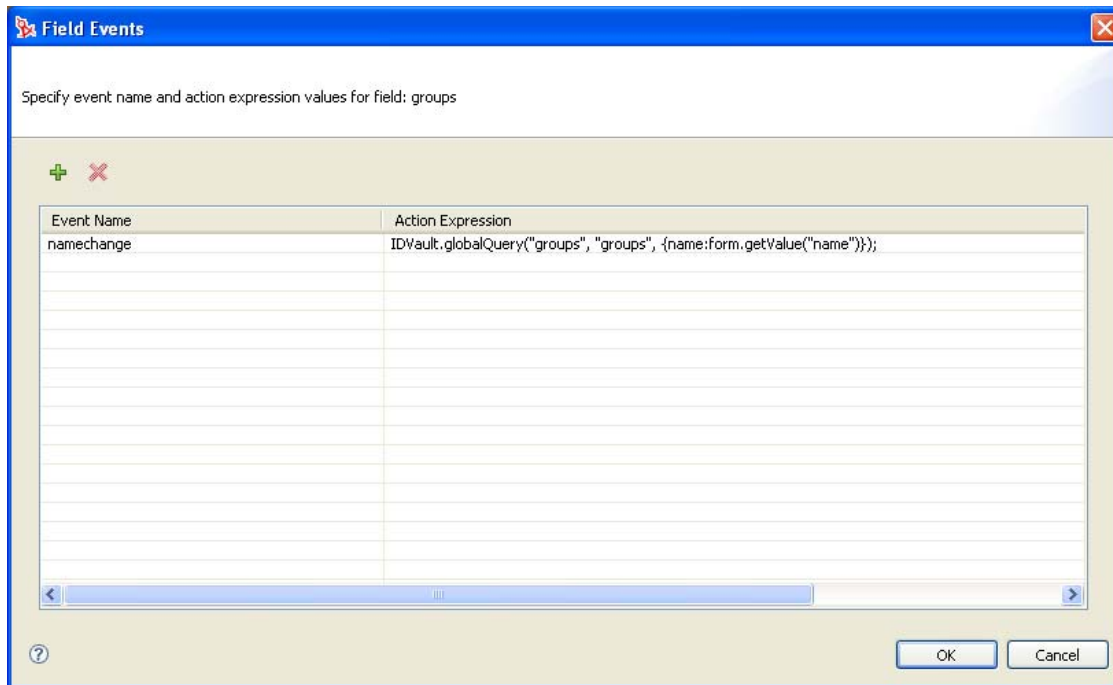 Field Events
Specify event name and action expression values for field: groups
Event Name Action Expression
namechange IDVault.globalQuery("groups", "groups", {name:form.getValue("name")});
OK Cancel